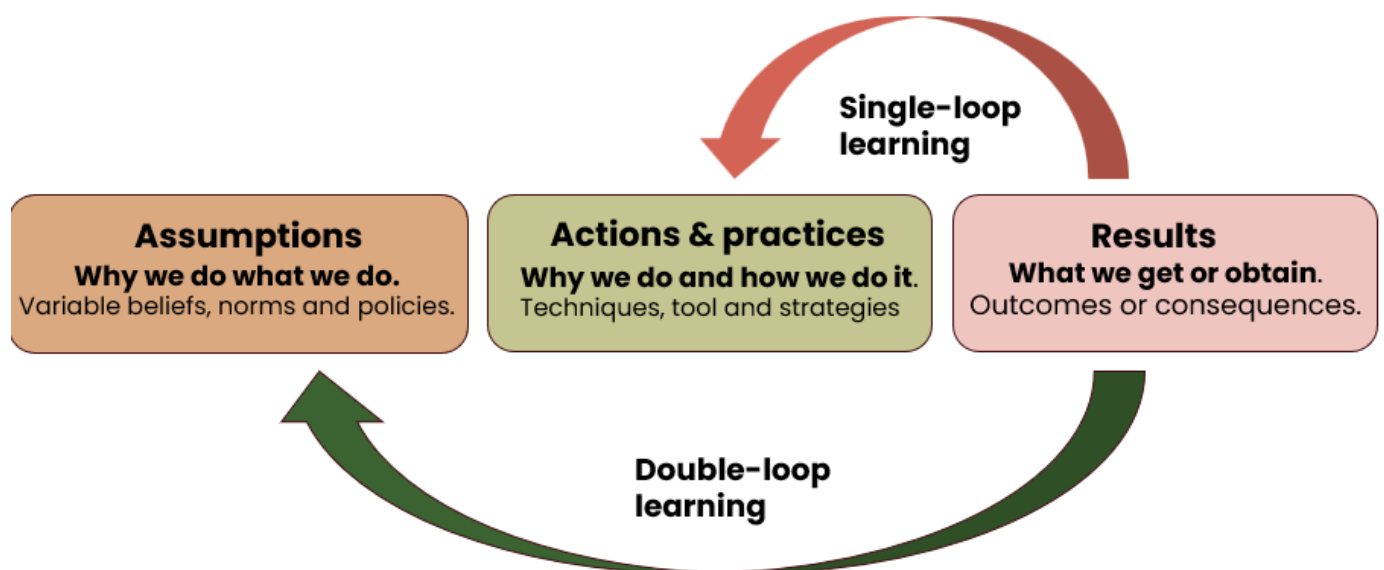 Single-loop
learning
Assumptions
Why we do what we do.
Variable beliefs, norms and policies.
Actions & practices
Why we do and how we do it.
Techniques, tool and strategies
Results
What we get or obtain.
Outcomes or consequences.
Double-loop
learning